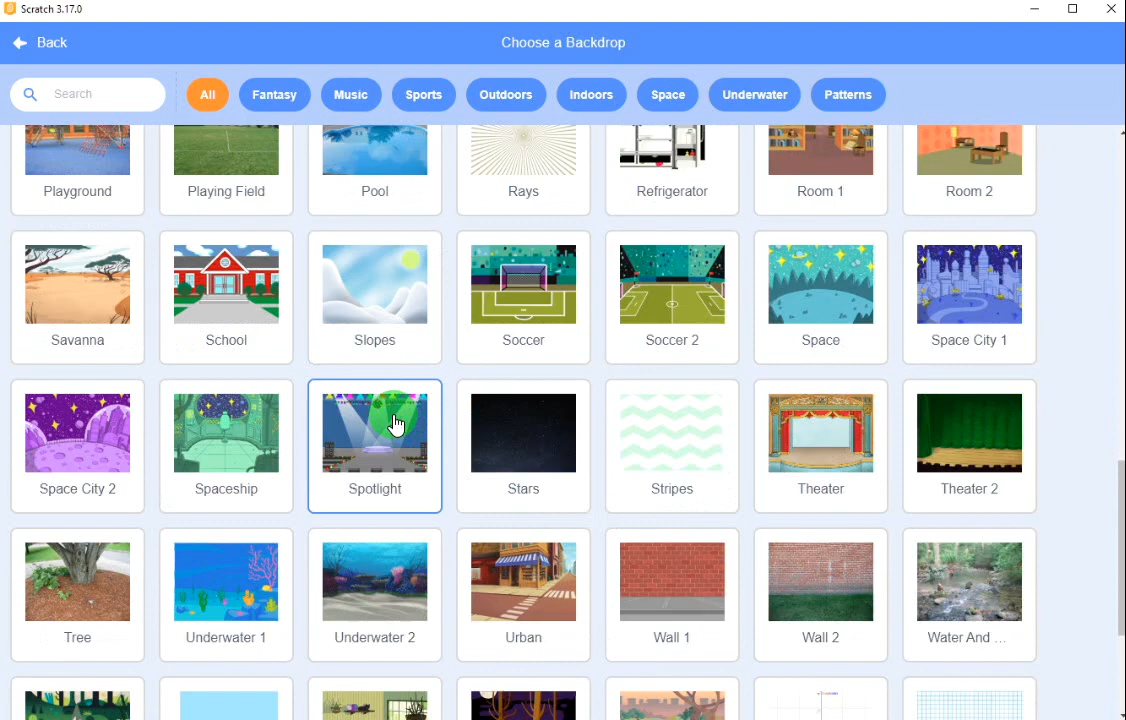 Scratch 3.17.0
Back
Choose a Backdrop
Search
All
Fantasy
Music
Sports
Outdoors
Indoors
Space
Underwater
Patterns
Playground
Playing Field
Pool
Rays
Refrigerator
Room 1
Room 2
Savanna
School
Slopes
Soccer
Soccer 2
Space
Space City 1
Space City 2
Spaceship
Spotlight
Stars
Stripes
Theater
Theater 2
Tree
Underwater 1
Underwater 2
Urban
Wall 1
Wall 2
Water And ...